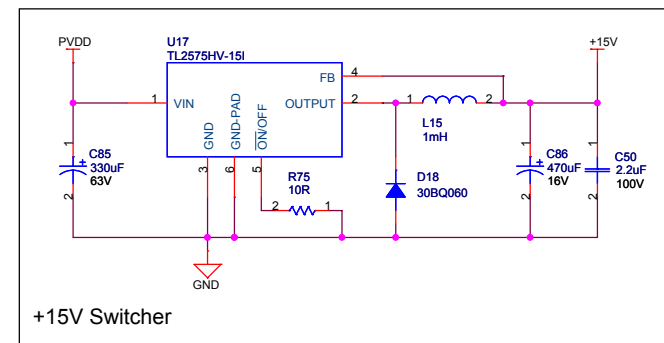 PVDD
U17
TL2575HV-15I
+15V
1
VIN
FB
4
OUTPUT
2
1
2
GND
GND-PAD
ON/OFF
3
6
5
L15
1mH
1
C85
330uF
63V
2
R75
10R
2
1
D18
30BQ060
1
C86
470uF
16V
2
1
C50
2.2uF
100V
2
GND
+15V Switcher